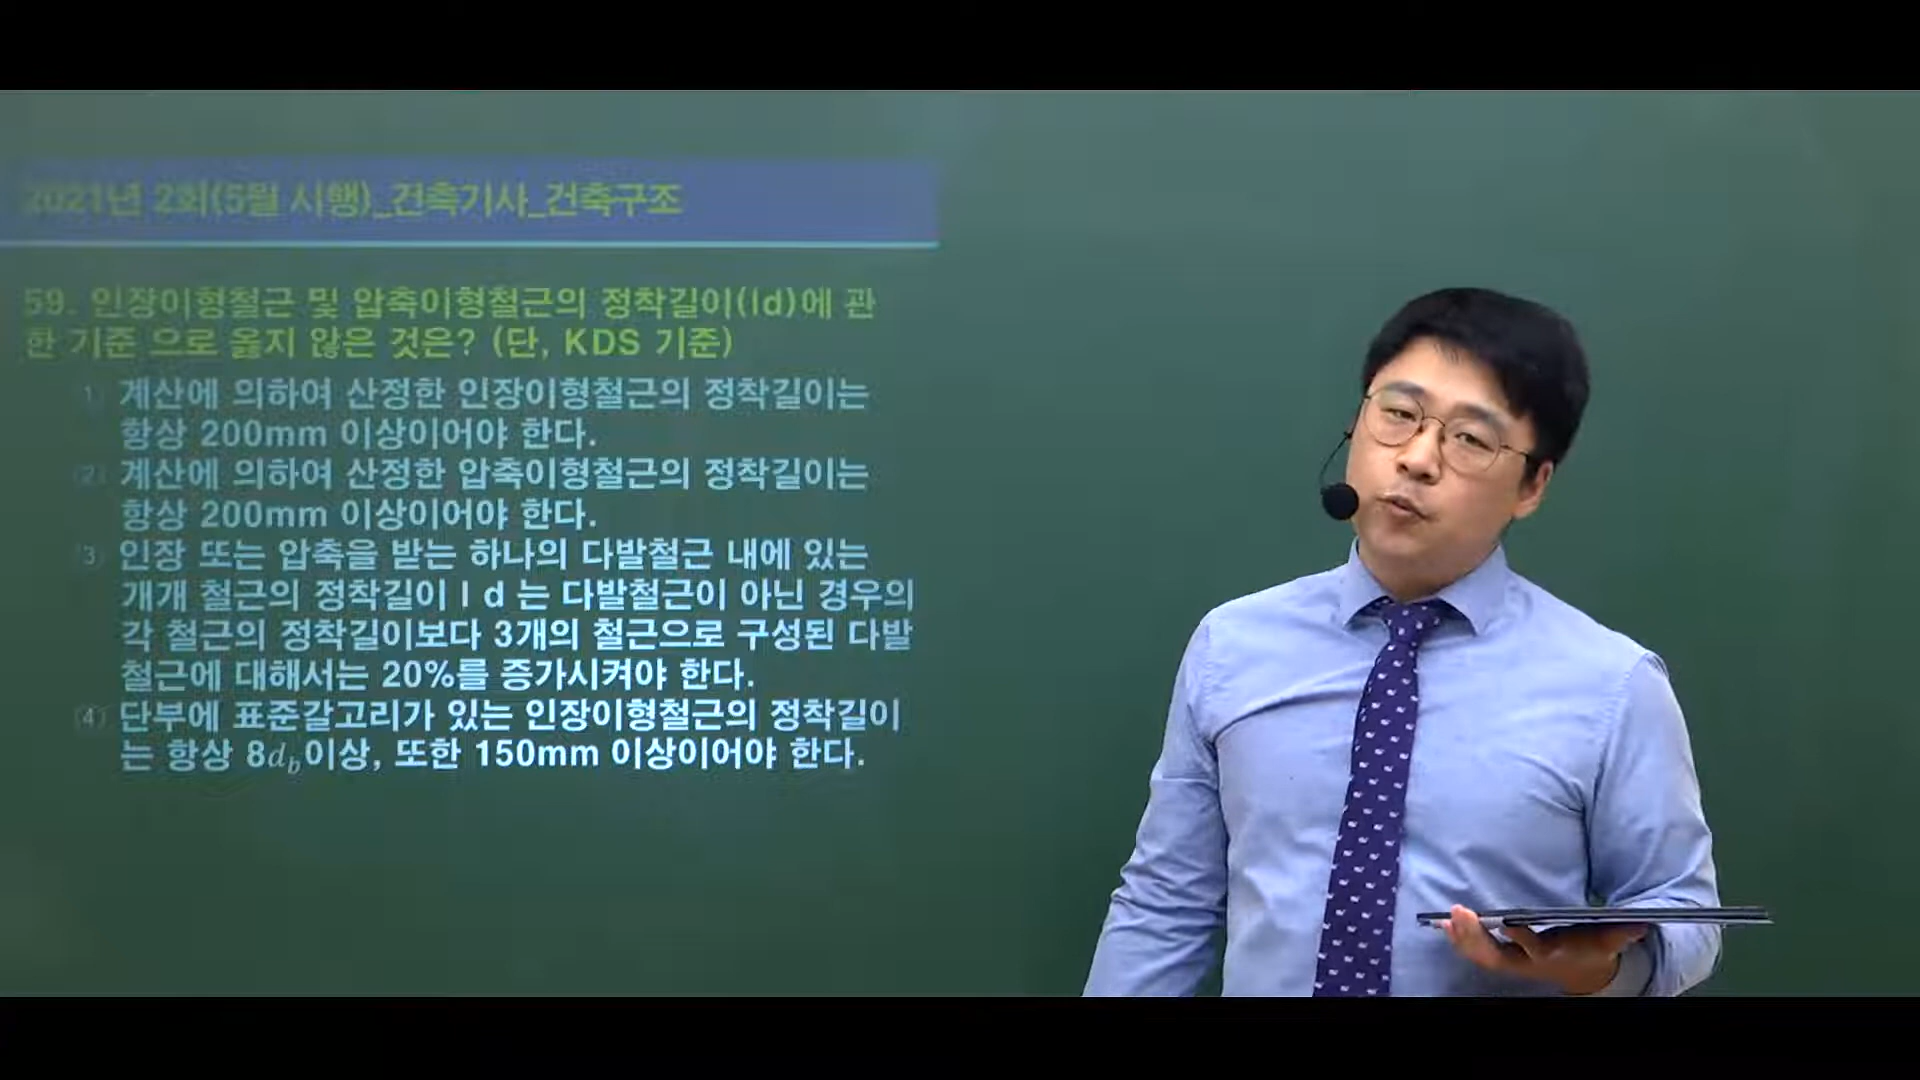 2021년 2회(5월 시행)_건축기사_건축구조
59. 인장이형철근 및 압축이형철근의 정착길이(ld)에 관
한 기준 으로 옳지 않은 것은? (단, KDS 기준)
1) 계산에 의하여 산정한 인장이형철근의 정착길이는
항상 200mm 이상이어야 한다.
(2) 계산에 의하여 산정한 압축이형철근의 정착길이는
항상 200mm 이상이어야 한다.
(3) 인장 또는 압축을 받는 하나의 다발철근 내에 있는
개개 철근의 정착길이 l d 는 다발철근이 아닌 경우의
각 철근의 정착길이보다 3개의 철근으로 구성된 다발
철근에 대해서는 20%를 증가시켜야 한다.
(4) 단부에 표준갈고리가 있는 인장이형철근의 정착길이
는 항상 8d_b이상, 또한 150mm 이상이어야 한다.